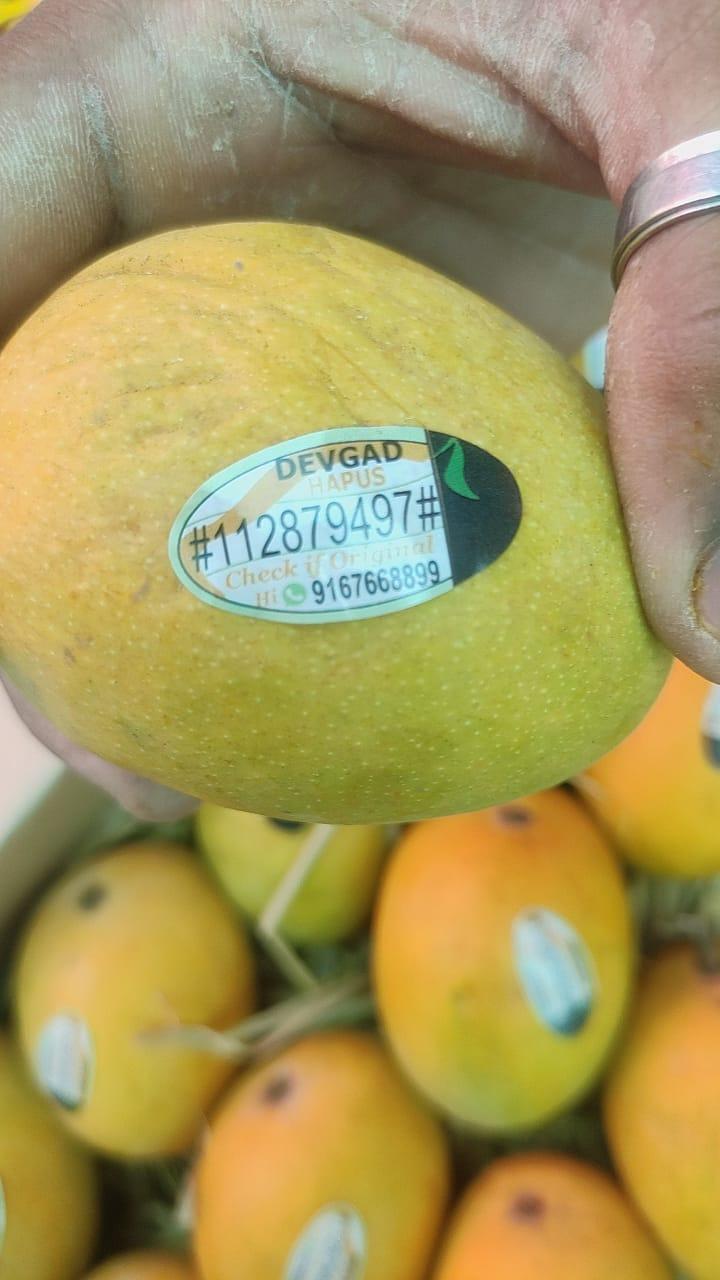 DEVGAD
HAPUS
#112879497#
Check if Original
Hi 9167668899